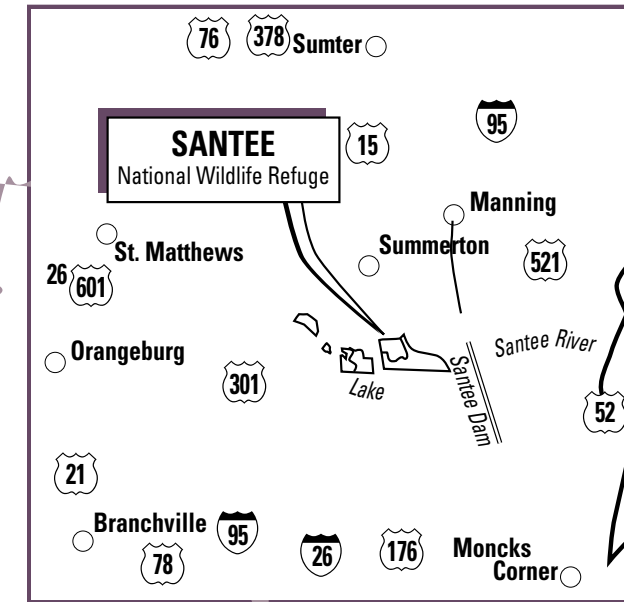 76
378
Sumter
95
SANTEE
National Wildlife Refuge
15
Manning
St. Matthews
Summerton
521
26
601
Santee River
Orangeburg
301
Lake
Santee Dam
52
21
Branchville
95
78
26
176
Moncks
Corner